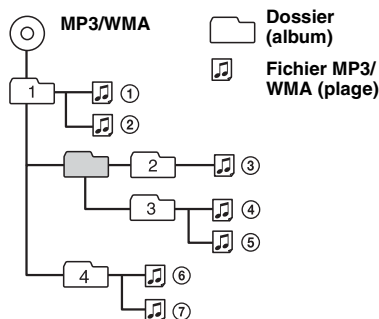 MP3/WMA
Dossier
(album)
Fichier MP3/
WMA (plage)
1
①
②
2
③
3
④
⑤
4
⑥
⑦